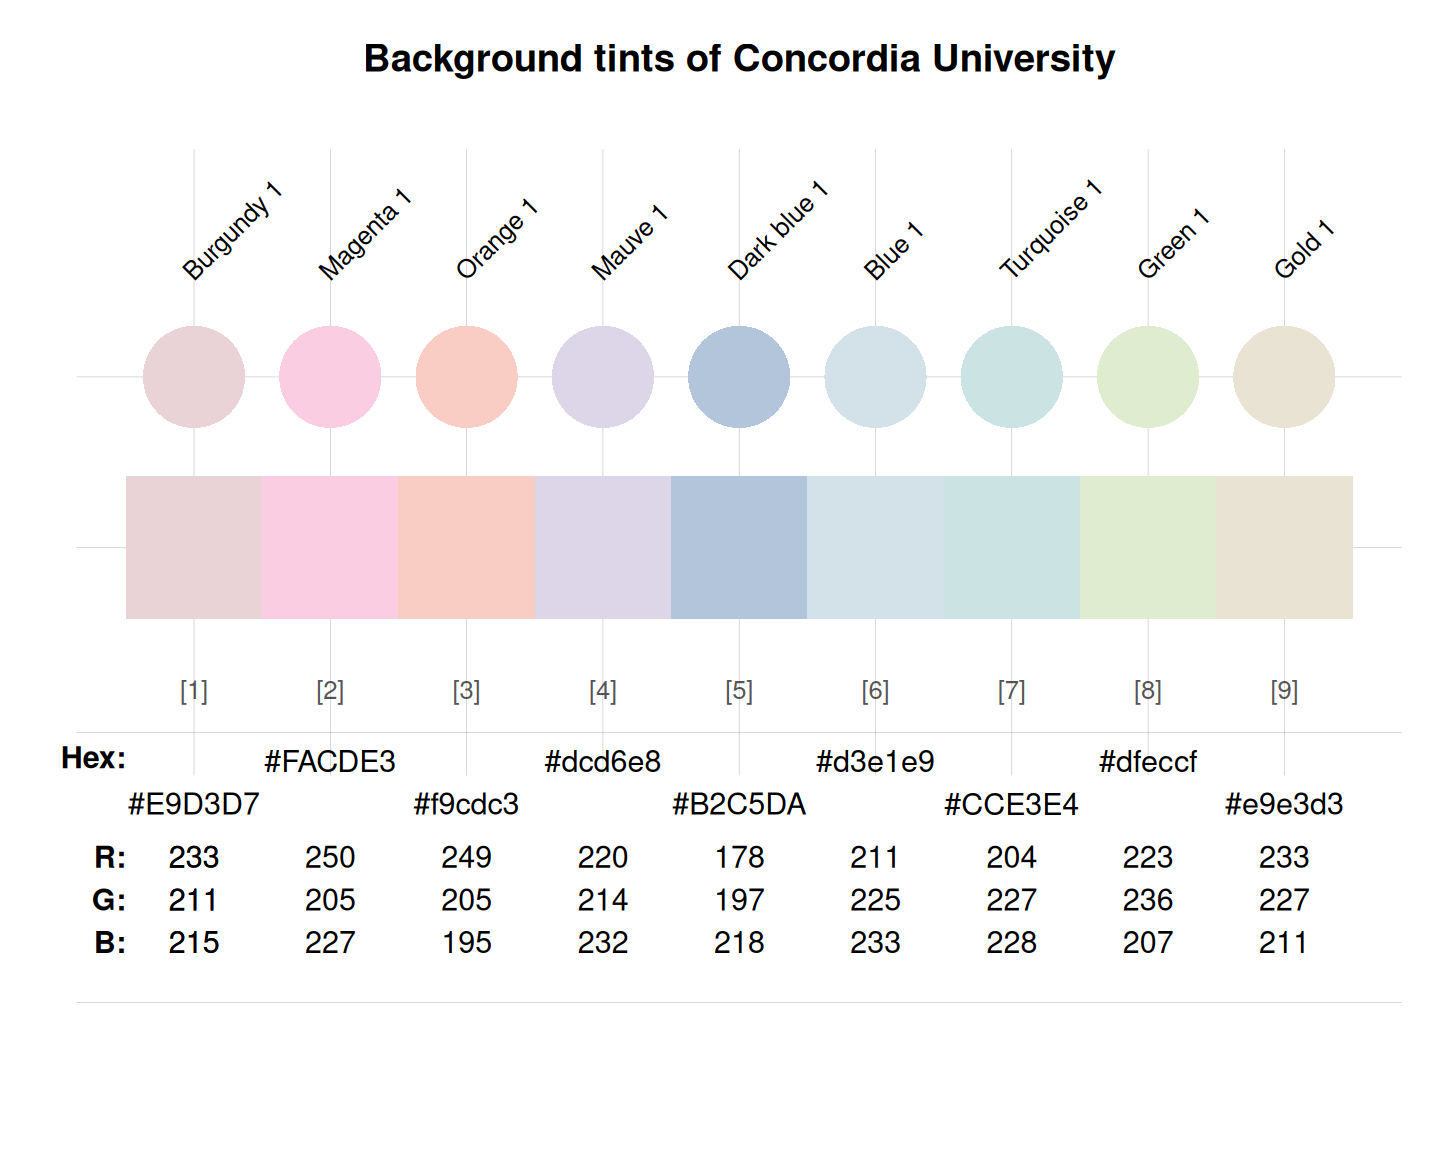 Background tints of Concordia University
Burgundy 1 Magenta 1 Orange 1 Mauve 1 Dark blue 1 Blue 1 Turquoise 1 Green 1 Gold 1
[1] [2] [3] [4] [5] [6] [7] [8] [9]
Hex: #FACDE3 #dcd6e8 #d3e1e9 #dfeccf
#E9D3D7 #f9cdc3 #B2C5DA #CCE3E4 #e9e3d3
R: 233 250 249 220 178 211 204 223 233
G: 211 205 205 214 197 225 227 236 227
B: 215 227 195 232 218 233 228 207 211